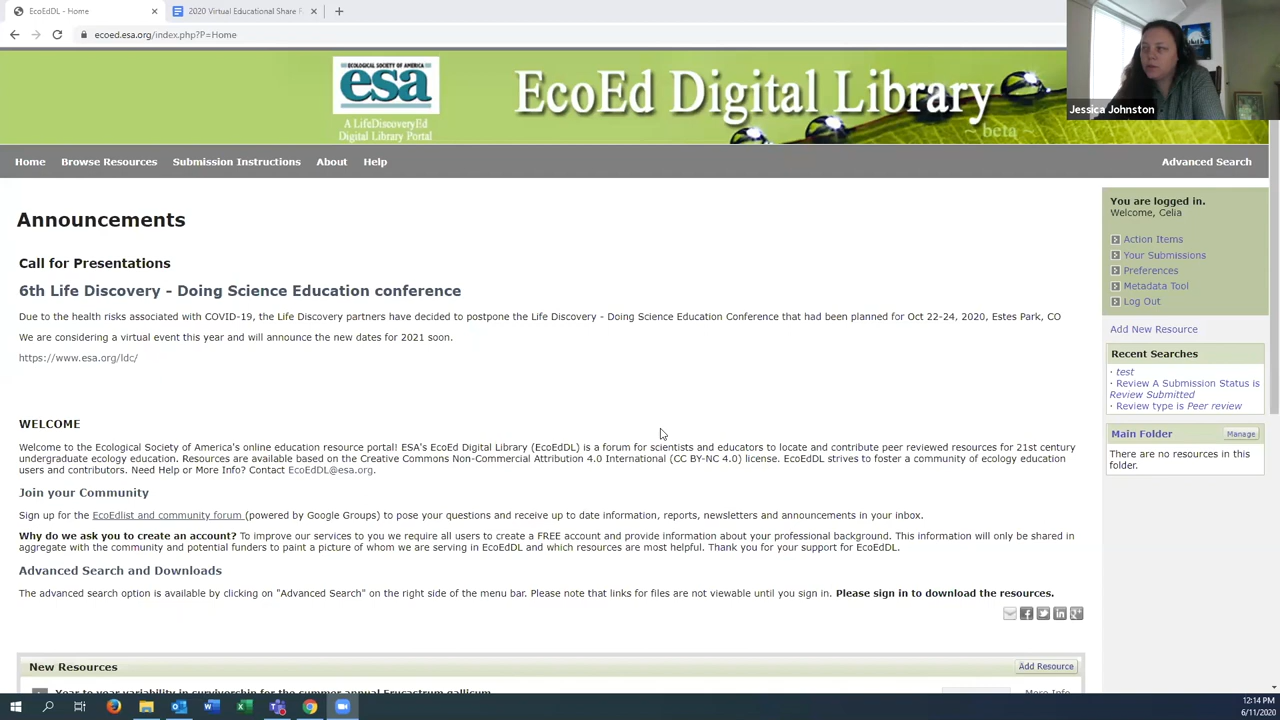 EcoEdDL - Home
2020 Virtual Educational Share F
ecoed.esa.org/index.php?P=Home
Jessica Johnston
ECOLOGICAL SOCIETY OF AMERICA
esa
A LifeDiscoveryEd
Digital Library Portal
EcoEd Digital Library
~ beta ~
Home
Browse Resources
Submission Instructions
About
Help
Advanced Search
Announcements
Call for Presentations
6th Life Discovery - Doing Science Education conference
Due to the health risks associated with COVID-19, the Life Discovery partners have decided to postpone the Life Discovery - Doing Science Education Conference that had been planned for Oct 22-24, 2020, Estes Park, CO
We are considering a virtual event this year and will announce the new dates for 2021 soon.
https://www.esa.org/ldc/
WELCOME
Welcome to the Ecological Society of America's online education resource portal! ESA's EcoEd Digital Library (EcoEdDL) is a forum for scientists and educators to locate and contribute peer reviewed resources for 21st century
undergraduate ecology education. Resources are available based on the Creative Commons Non-Commercial Attribution 4.0 International (CC BY-NC 4.0) license. EcoEdDL strives to foster a community of ecology education
users and contributors. Need Help or More Info? Contact EcoEdDL@esa.org.
Join your Community
Sign up for the EcoEdlist and community forum (powered by Google Groups) to pose your questions and receive up to date information, reports, newsletters and announcements in your inbox.
Why do we ask you to create an account? To improve our services to you we require all users to create a FREE account and provide information about your professional background. This information will only be shared in
aggregate with the community and potential funders to paint a picture of whom we are serving in EcoEdDL and which resources are most helpful. Thank you for your support for EcoEdDL.
Advanced Search and Downloads
The advanced search option is available by clicking on "Advanced Search" on the right side of the menu bar. Please note that links for files are not viewable until you sign in. Please sign in to download the resources.
New Resources
Add Resource
Year to year variability in survivorship for the summer annual Erucastrum gallicum
More Info
You are logged in.
Welcome, Celia
Action Items
Your Submissions
Preferences
Metadata Tool
Log Out
Add New Resource
Recent Searches
· test
· Review A Submission Status is
Review Submitted
· Review type is Peer review
Main Folder
Manage
There are no resources in this
folder.
12:14 PM
6/11/2020